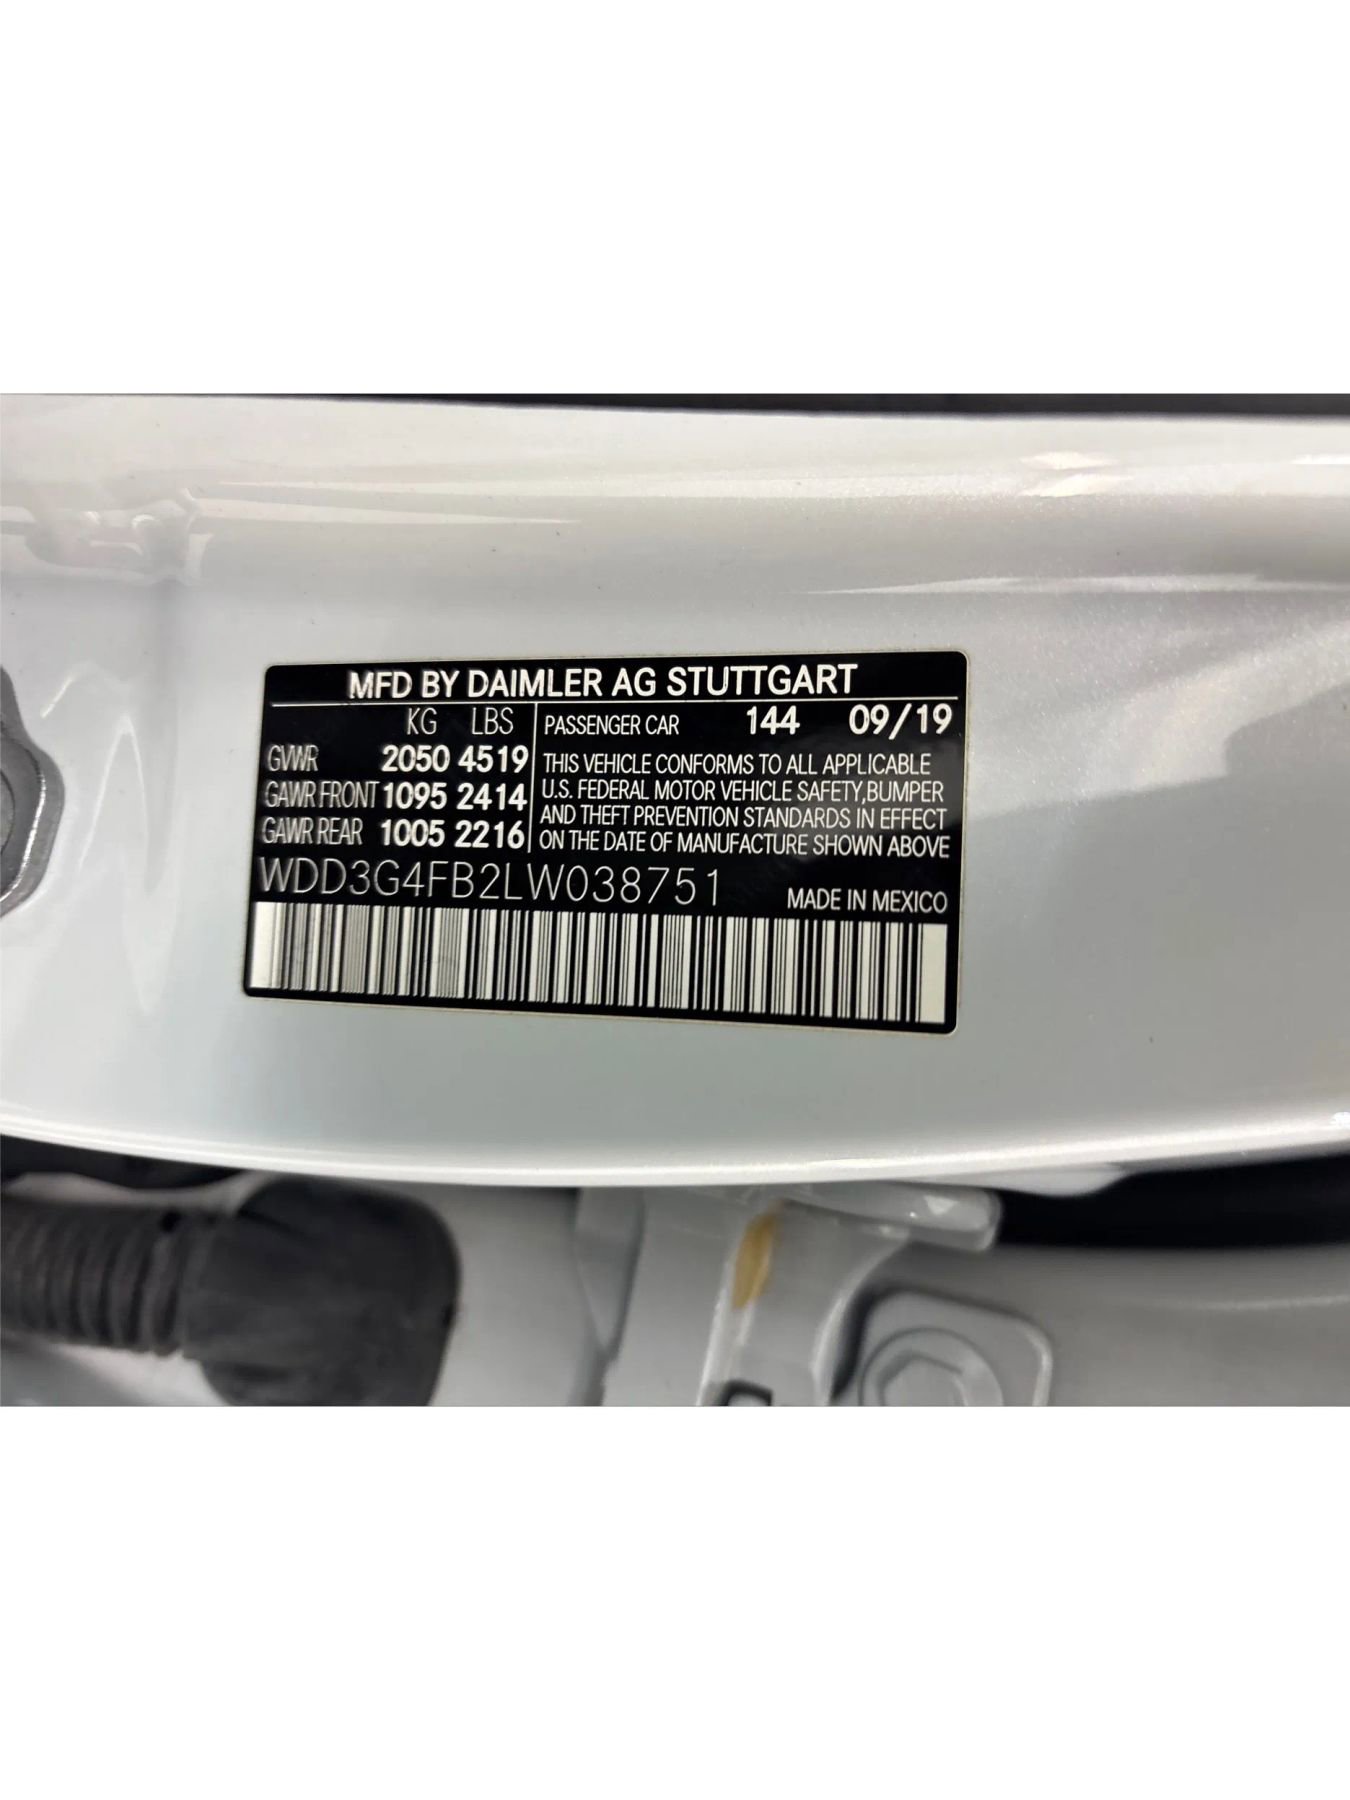 MFD BY DAIMLER AG STUTTGART
KG LBS
GVWR 2050 4519
GAWR FRONT 1095 2414
GAWR REAR 1005 2216
PASSENGER CAR 144 09/19
THIS VEHICLE CONFORMS TO ALL APPLICABLE
U.S. FEDERAL MOTOR VEHICLE SAFETY,BUMPER
AND THEFT PREVENTION STANDARDS IN EFFECT
ON THE DATE OF MANUFACTURE SHOWN ABOVE
WDD3G4FB2LW038751
MADE IN MEXICO